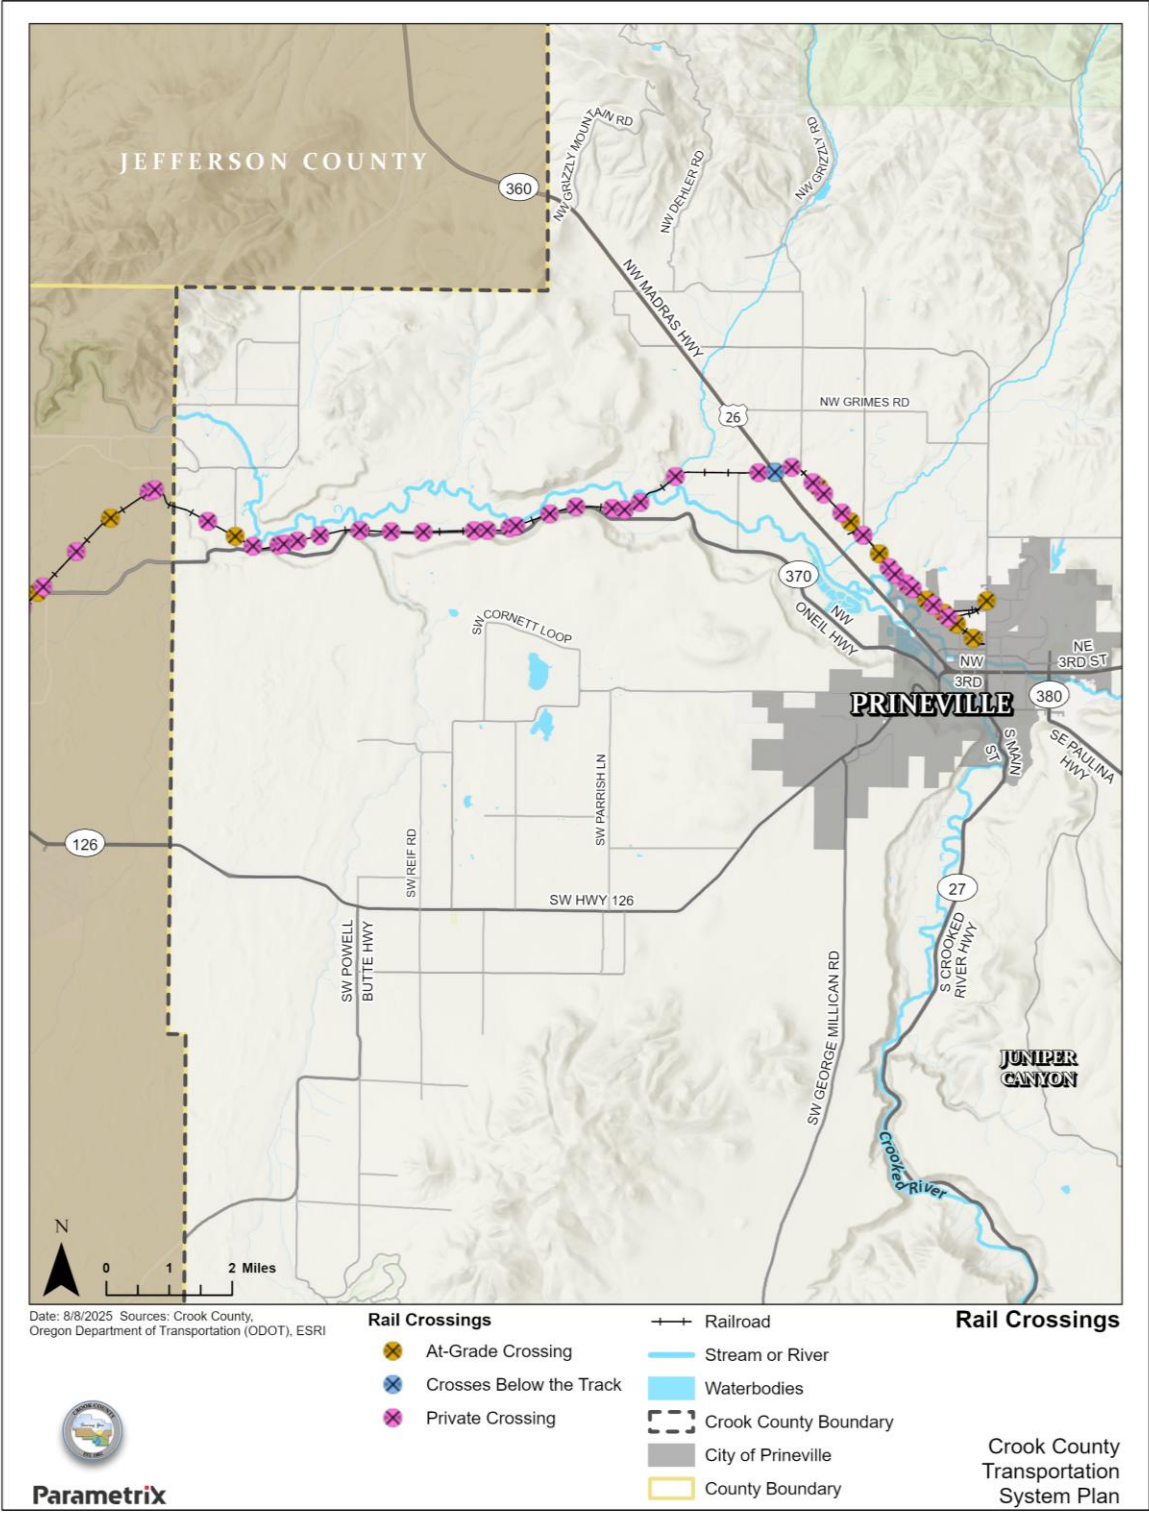 JEFFERSON COUNTY
360
NW GRIZZLY MOUNTAIN RD
NW DEHLER RD
NW GRIZZLY RD
NW MADRAS HWY
26
NW GRIMES RD
370
NW
ONEIL HWY
SW CORNETT LOOP
NW
3RD
NE
3RD ST
PRINEVILLE
380
S MAIN
ST
SE PAULINA
HWY
SW PARRISH LN
SW REIF RD
126
SW HWY 126
27
SW POWELL
BUTTE HWY
S CROOKED
RIVER HWY
SW GEORGE MILLICAN RD
JUNIPER
CANYON
Crooked River
N
0 1 2 Miles
Date: 8/8/2025 Sources: Crook County,
Oregon Department of Transportation (ODOT), ESRI
Rail Crossings
At-Grade Crossing
Crosses Below the Track
Private Crossing
Railroad
Stream or River
Waterbodies
Crook County Boundary
City of Prineville
County Boundary
Rail Crossings
Crook County
Transportation
System Plan
CROOK COUNTY
Parametrix